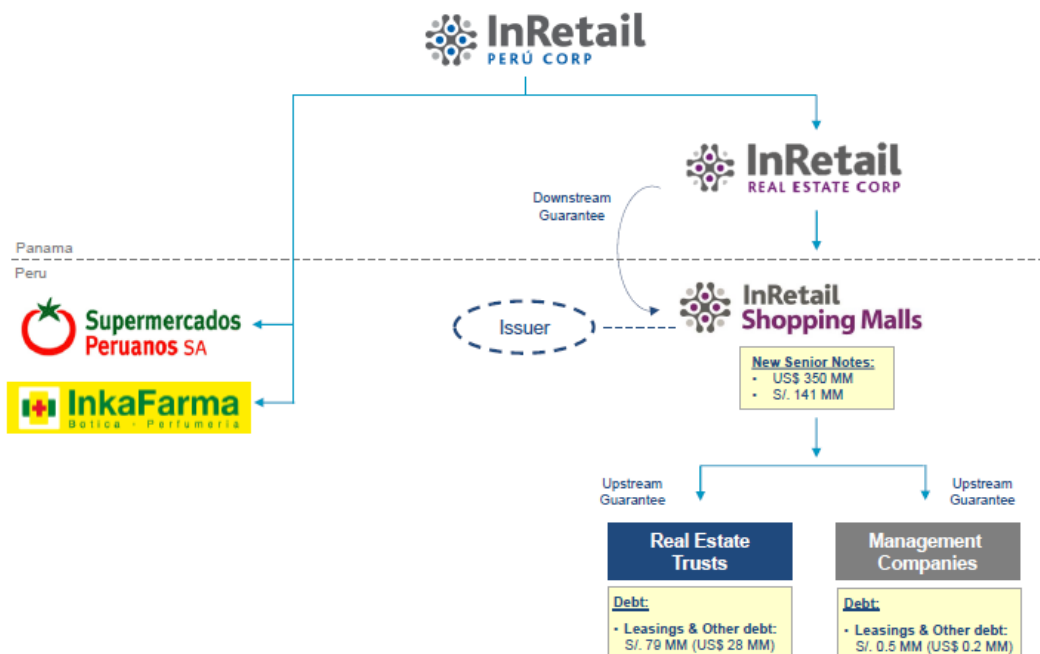 InRetail
PERÚ CORP
InRetail
REAL ESTATE CORP
Downstream
Guarantee
Panama
Peru
Supermercados
Peruanos SA
InkaFarma
Botica - Perfumería
Issuer
InRetail
Shopping Malls
New Senior Notes:
• US$ 350 MM
• S/. 141 MM
Upstream
Guarantee
Upstream
Guarantee
Real Estate
Trusts
Management
Companies
Debt:
• Leasings & Other debt:
S/. 79 MM (US$ 28 MM)
Debt:
• Leasings & Other debt:
S/. 0.5 MM (US$ 0.2 MM)